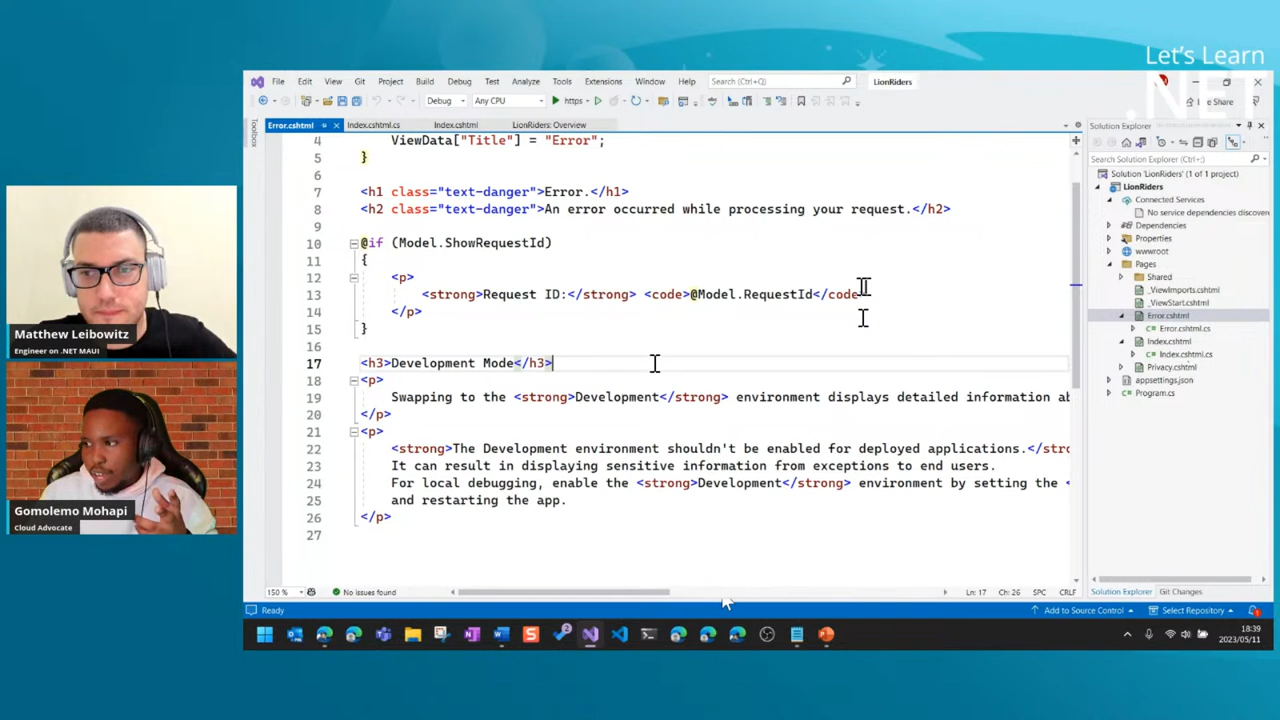 Let's Learn
.NET
File Edit View Git Project Build Debug Test Analyze Tools Extensions Window Help Search (Ctrl+Q) LionRiders
Debug Any CPU https Share
Toolbox
Error.cshtml Index.cshtml.cs Index.cshtml LionRiders: Overview
4 ViewData["Title"] = "Error";
5 }
6
7 <h1 class="text-danger">Error.</h1>
8 <h2 class="text-danger">An error occurred while processing your request.</h2>
9
10 @if (Model.ShowRequestId)
11 {
12 <p>
13 <strong>Request ID:</strong> <code>@Model.RequestId</code
14 </p>
15 }
16
17 <h3>Development Mode</h3>
18 <p>
19 Swapping to the <strong>Development</strong> environment displays detailed information ab
20 </p>
21 <p>
22 <strong>The Development environment shouldn't be enabled for deployed applications.</stro
23 It can result in displaying sensitive information from exceptions to end users.
24 For local debugging, enable the <strong>Development</strong> environment by setting the <
25 and restarting the app.
26 </p>
27
150 % No issues found Ln: 17 Ch: 26 SPC CRLF
Solution Explorer
Search Solution Explorer (Ctrl+;)
Solution 'LionRiders' (1 of 1 project)
LionRiders
Connected Services
No service dependencies discovere
Dependencies
Properties
wwwroot
Pages
Shared
_ViewImports.cshtml
_ViewStart.cshtml
Error.cshtml
Error.cshtml.cs
Index.cshtml
Index.cshtml.cs
Privacy.cshtml
appsettings.json
Program.cs
Solution Explorer Git Changes
Ready Add to Source Control Select Repository
18:39
2023/05/11
Matthew Leibowitz
Engineer on .NET MAUI
Gomolemo Mohapi
Cloud Advocate